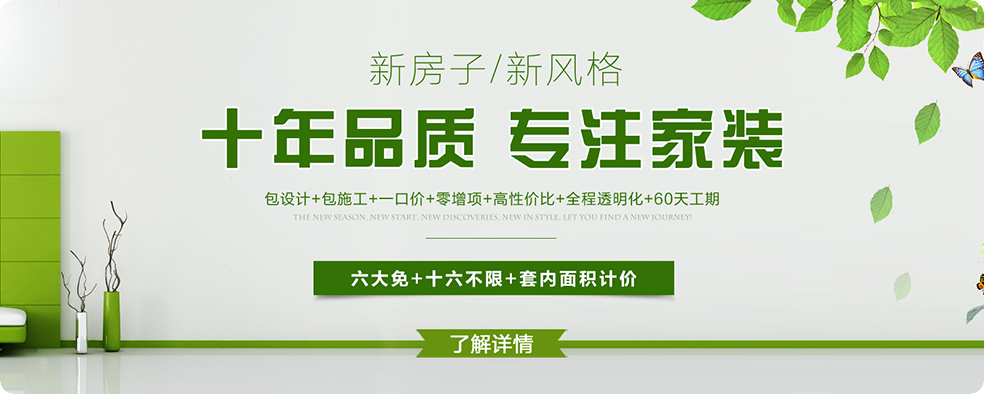 新房子/新风格
十年品质 专注家装
包设计+包施工+一口价+零增项+高性价比+全程透明化+60天工期
THE NEW SEASON, NEW START, NEW DISCOVERIES, NEW IN STYLE, LET YOU FIND A NEW JOURNEY!
六大免+十六不限+套内面积计价
了解详情